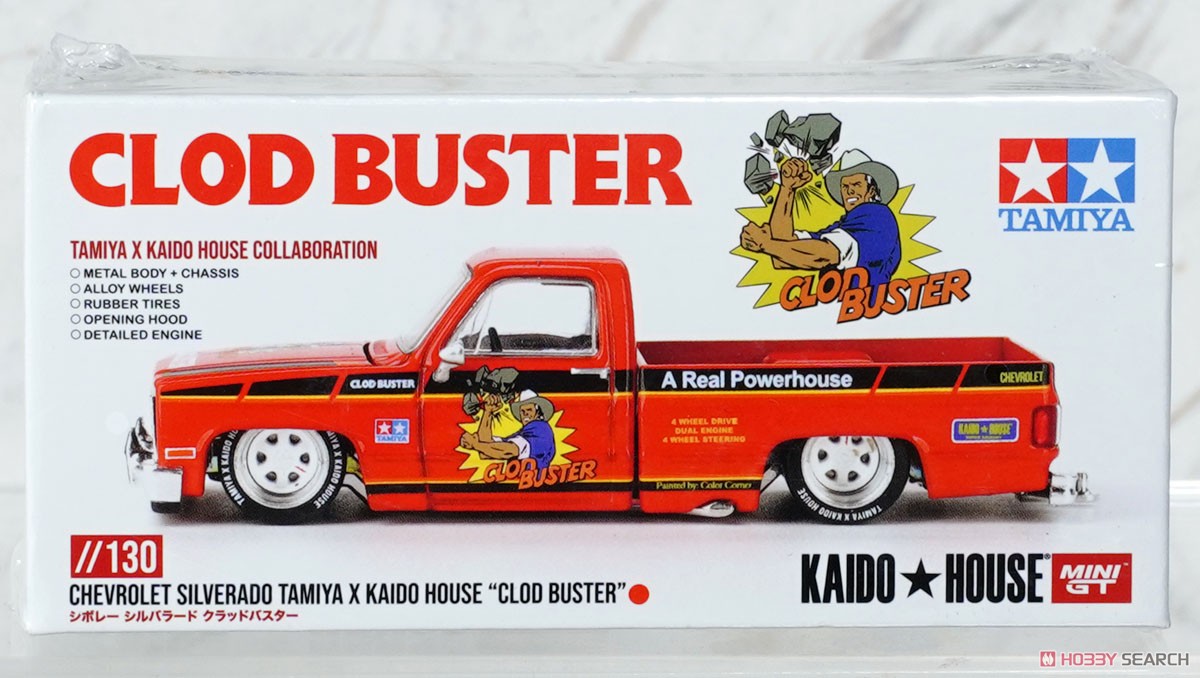 CLOD BUSTER
TAMIYA
TAMIYA X KAIDO HOUSE COLLABORATION
METAL BODY + CHASSIS
ALLOY WHEELS
RUBBER TIRES
OPENING HOOD
DETAILED ENGINE
CLOD BUSTER
CLOD BUSTER
A Real Powerhouse
CHEVROLET
TAMIYA
4 WHEEL DRIVE
DUAL ENGINE
4 WHEEL STEERING
KAIDO★HOUSE
CLOD BUSTER
Painted by: Color Corner
TAMIYA X KAIDO HOUSE
TAMIYA X KAIDO HOUSE
TAMIYA X KAIDO HOUSE
//130
CHEVROLET SILVERADO TAMIYA X KAIDO HOUSE “CLOD BUSTER”
シボレー シルバラード クラッドバスター
KAIDO★HOUSE®
MINI GT
HOBBY SEARCH